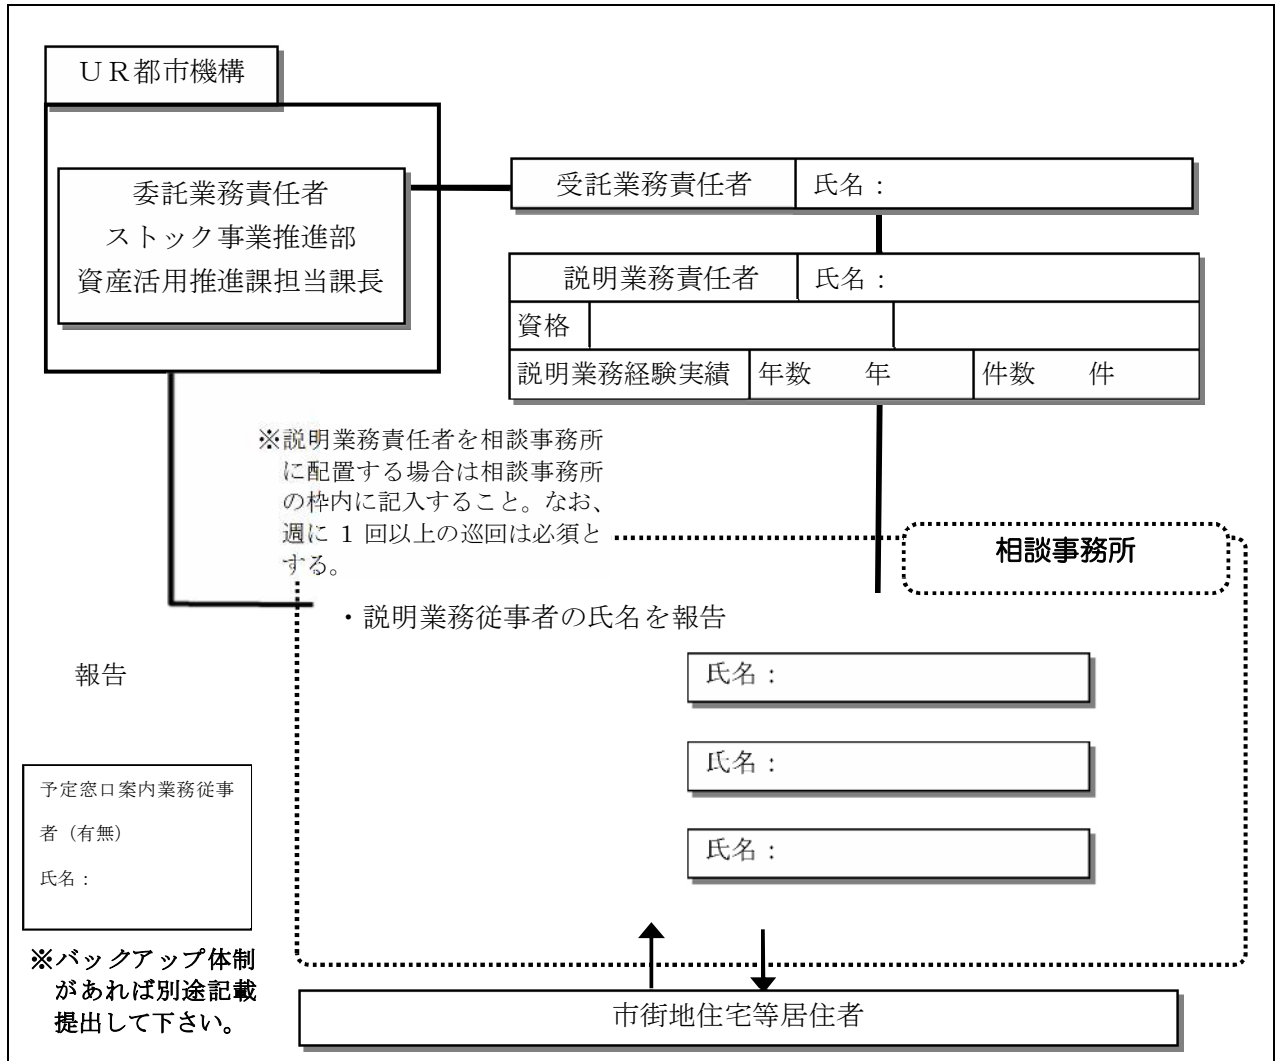 ＵＲ都市機構
委託業務責任者
ストック事業推進部
資産活用推進課担当課長
受託業務責任者
氏名：
説明業務責任者
氏名：
資格
説明業務経験実績
年数　　年
件数　　件
※説明業務責任者を相談事務所
に配置する場合は相談事務所
の枠内に記入すること。なお、
週に 1 回以上の巡回は必須と
する。
相談事務所
・説明業務従事者の氏名を報告
報告
氏名：
氏名：
氏名：
予定窓口案内業務従事
者（有無）
氏名：
※バックアップ体制
があれば別途記載
提出して下さい。
市街地住宅等居住者